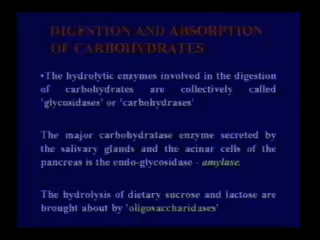 DIGESTION AND ABSORPTION
OF CARBOHYDRATES
•The hydrolytic enzymes involved in the digestion
of carbohydrates are collectively called
'glycosidases' or 'carbohydrases'
The major carbohydratase enzyme secreted by
the salivary glands and the acinar cells of the
pancreas is the endo-glycosidase - amylase.
The hydrolysis of dietary sucrose and lactose are
brought about by 'oligosaccharidases'